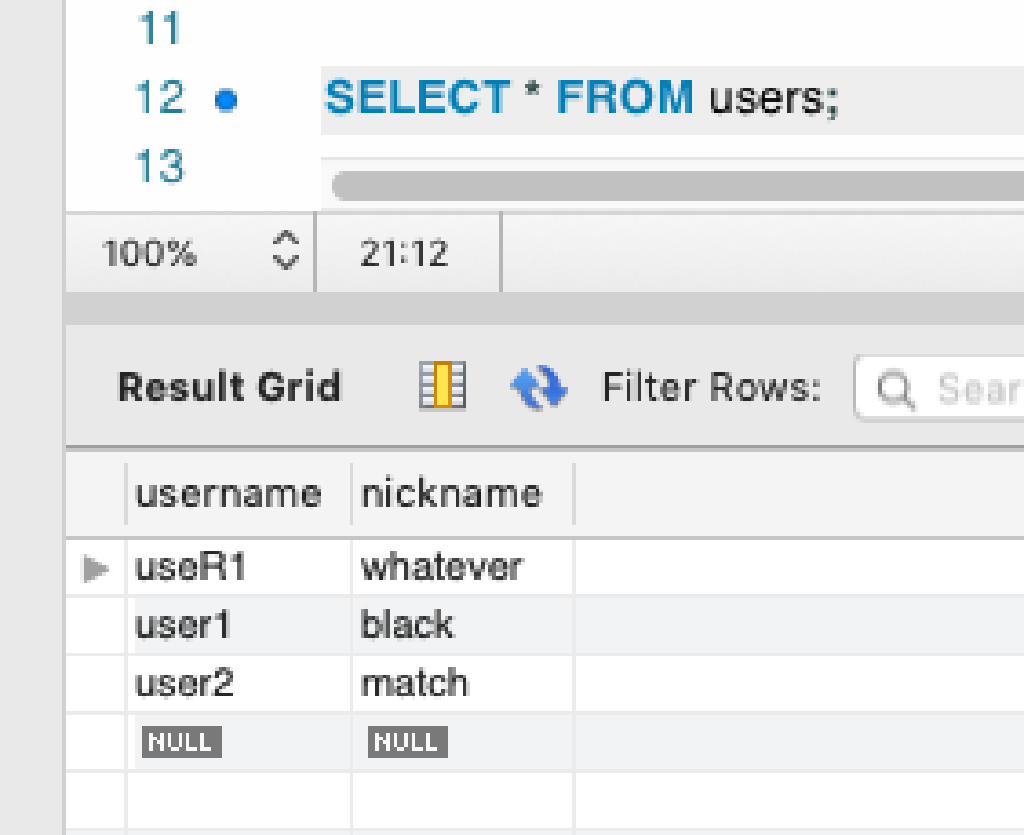 11
12 SELECT * FROM users;
13
100% 21:12
Result Grid Filter Rows: Sear
username nickname
useR1 whatever
user1 black
user2 match
NULL NULL